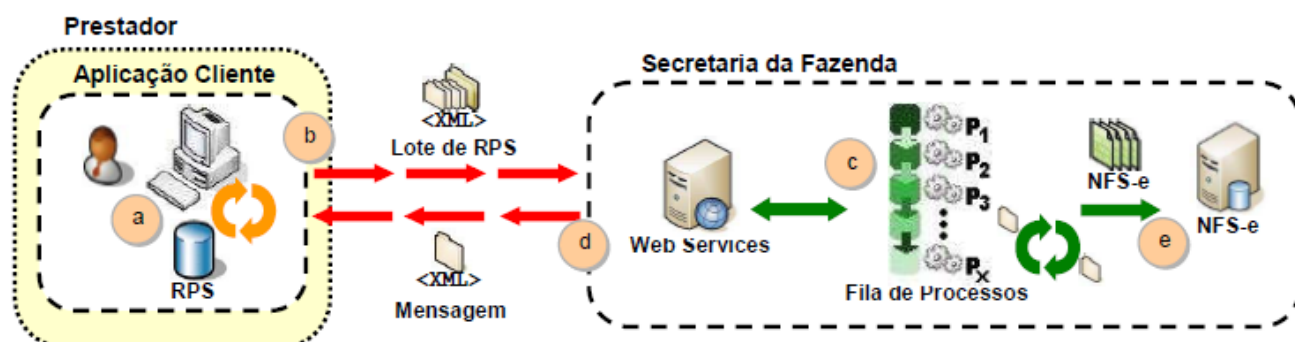 Prestador
Aplicação Cliente
a
RPS
b
<XML>
Lote de RPS
<XML>
Mensagem
d
Secretaria da Fazenda
Web Services
c
P1
P2
P3
Px
Fila de Processos
NFS-e
e
NFS-e